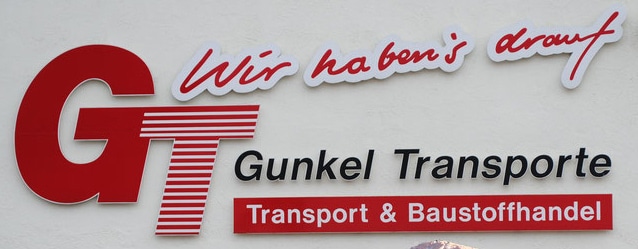 Wir haben's drauf
GT
Gunkel Transporte
Transport & Baustoffhandel